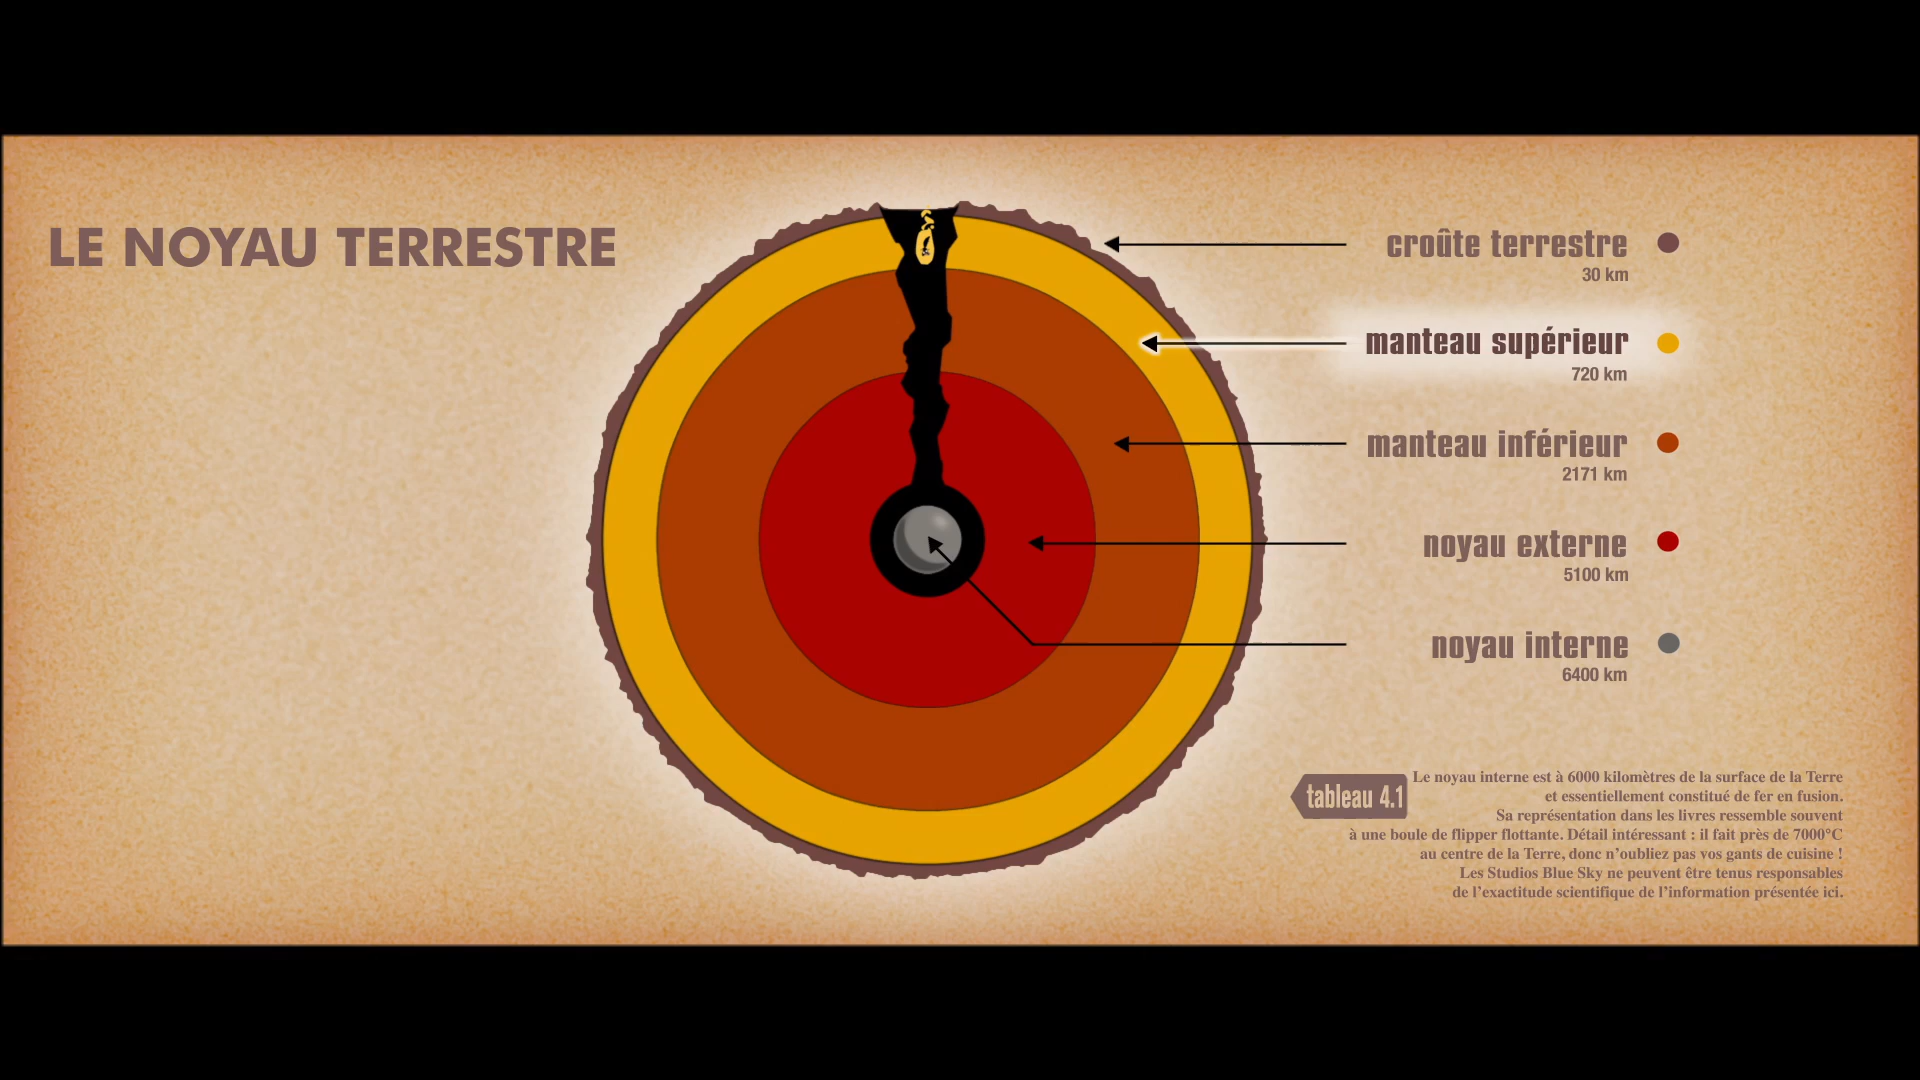 LE NOYAU TERRESTRE
croûte terrestre
30 km
manteau supérieur
720 km
manteau inférieur
2171 km
noyau externe
5100 km
noyau interne
6400 km
tableau 4.1
Le noyau interne est à 6000 kilomètres de la surface de la Terre
et essentiellement constitué de fer en fusion.
Sa représentation dans les livres ressemble souvent
à une boule de flipper flottante. Détail intéressant : il fait près de 7000°C
au centre de la Terre, donc n'oubliez pas vos gants de cuisine !
Les Studios Blue Sky ne peuvent être tenus responsables
de l'exactitude scientifique de l'information présentée ici.